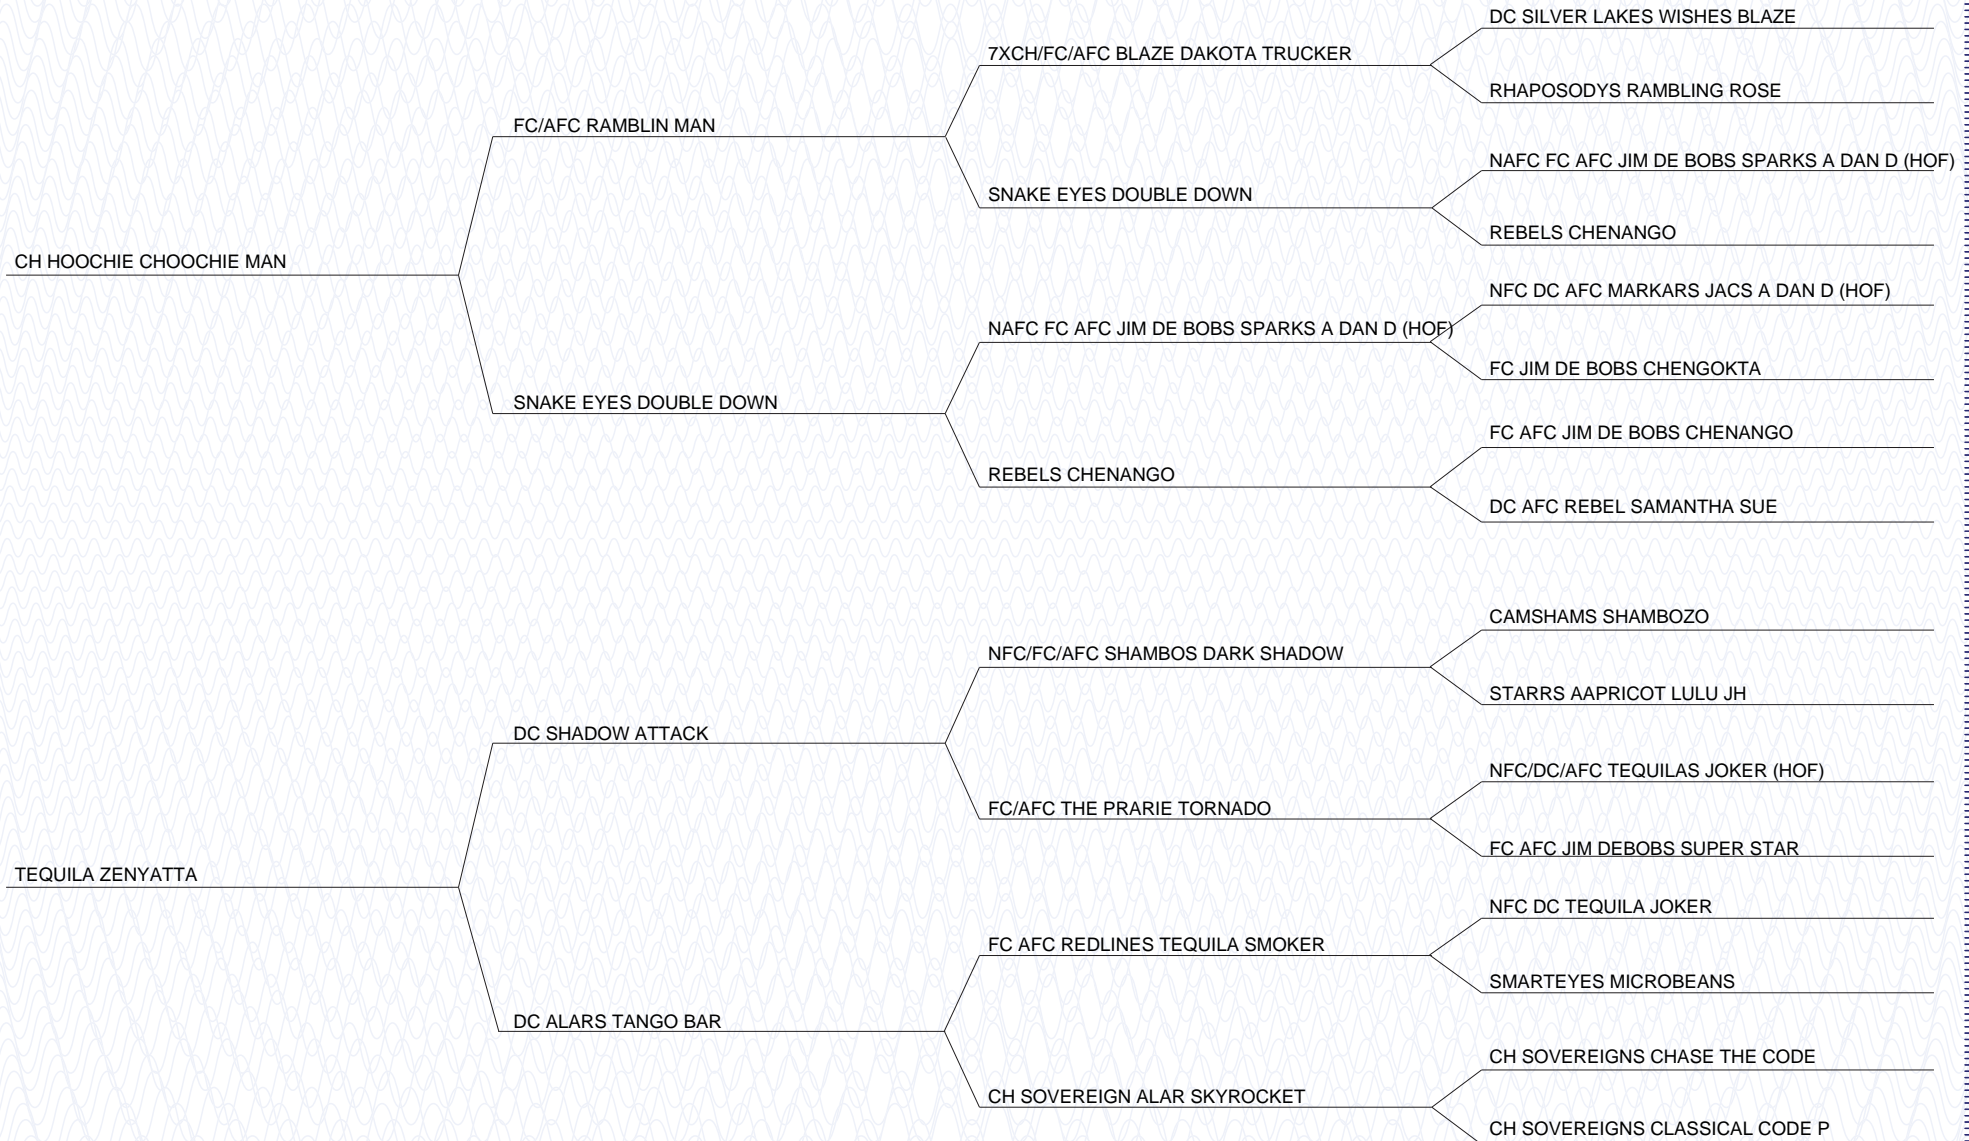 DC SILVER LAKES WISHES BLAZE
7XCH/FC/AFC BLAZE DAKOTA TRUCKER
RHAPOSODYS RAMBLING ROSE
FC/AFC RAMBLIN MAN
NAFC FC AFC JIM DE BOBS SPARKS A DAN D (HOF)
SNAKE EYES DOUBLE DOWN
REBELS CHENANGO
CH HOOCHIE CHOOCHIE MAN
NFC DC AFC MARKARS JACS A DAN D (HOF)
NAFC FC AFC JIM DE BOBS SPARKS A DAN D (HOF)
FC JIM DE BOBS CHENGOKTA
SNAKE EYES DOUBLE DOWN
FC AFC JIM DE BOBS CHENANGO
REBELS CHENANGO
DC AFC REBEL SAMANTHA SUE
CAMSHAMS SHAMBOZO
NFC/FC/AFC SHAMBOS DARK SHADOW
STARRS AAPRICOT LULU JH
DC SHADOW ATTACK
NFC/DC/AFC TEQUILAS JOKER (HOF)
FC/AFC THE PRARIE TORNADO
FC AFC JIM DEBOBS SUPER STAR
TEQUILA ZENYATTA
NFC DC TEQUILA JOKER
FC AFC REDLINES TEQUILA SMOKER
SMARTEYES MICROBEANS
DC ALARS TANGO BAR
CH SOVEREIGNS CHASE THE CODE
CH SOVEREIGN ALAR SKYROCKET
CH SOVEREIGNS CLASSICAL CODE P